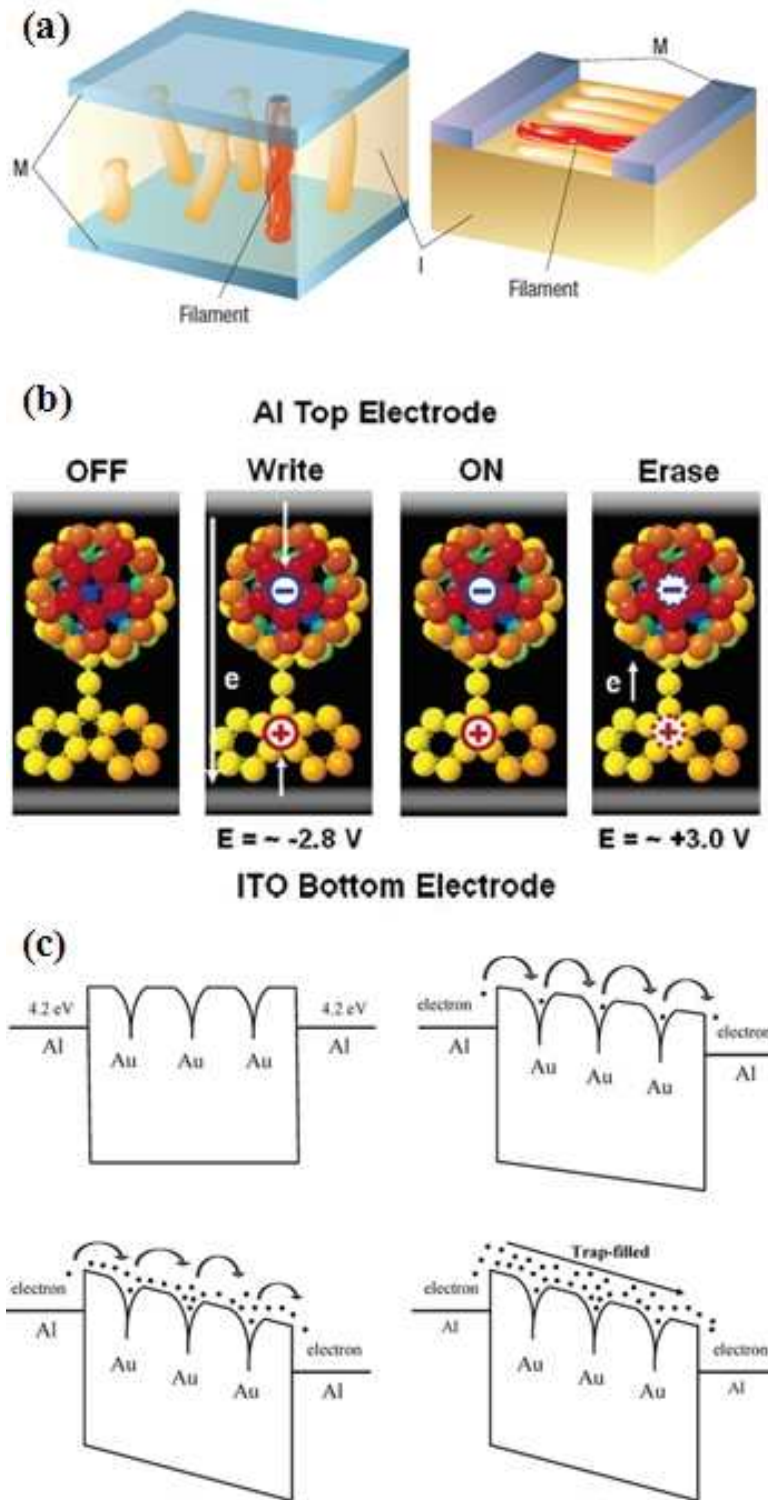 (a)
M
M
Filament
I
Filament
(b)
Al Top Electrode
OFF Write ON Erase
e
e
E = ~ -2.8 V E = ~ +3.0 V
ITO Bottom Electrode
(c)
4.2 eV 4.2 eV
Al Al
Au Au Au
electron
Al
electron
Al
Au Au Au
electron
Al
electron
Al
Au Au Au
Trap-filled
electron
Al
electron
Al
Au Au Au